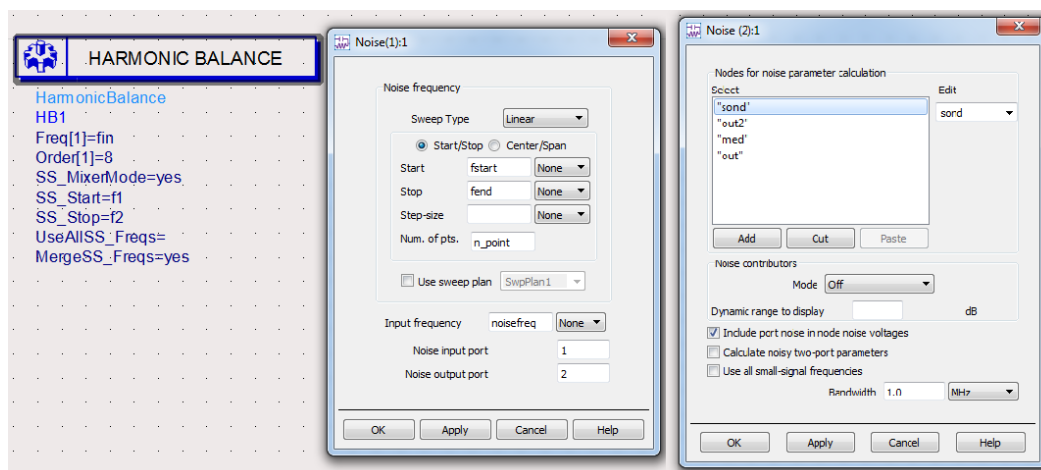 HARMONIC BALANCE
HarmonicBalance
HB1
Freq[1]=fin
Order[1]=8
SS_MixerMode=yes
SS_Start=f1
SS_Stop=f2
UseAllSS_Freqs=
MergeSS_Freqs=yes
Noise(1):1
Noise frequency
Sweep Type Linear
Start/Stop Center/Span
Start fstart None
Stop fend None
Step-size None
Num. of pts. n_point
Use sweep plan SwpPlan1
Input frequency noisefreq None
Noise input port 1
Noise output port 2
OK Apply Cancel Help
Noise (2):1
Nodes for noise parameter calculation
Select Edit
"sond" sond
"out2"
"med"
"out"
Add Cut Paste
Noise contributors
Mode Off
Dynamic range to display dB
Include port noise in node noise voltages
Calculate noisy two-port parameters
Use all small-signal frequencies
Bandwidth 1.0 MHz
OK Apply Cancel Help